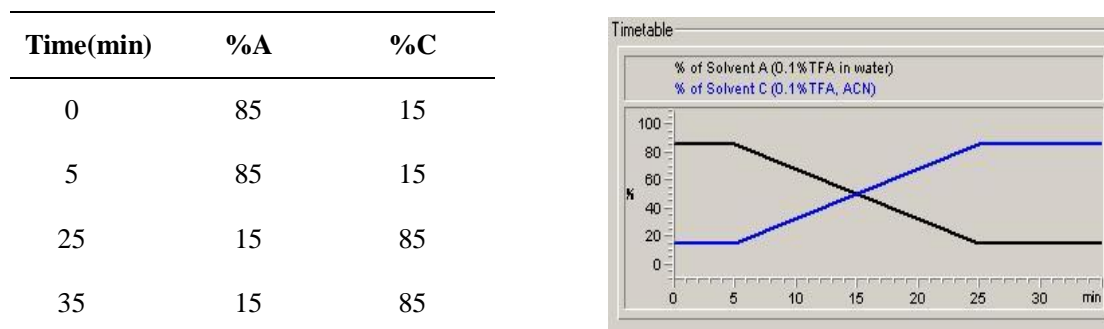 Time(min) %A %C
0 85 15
5 85 15
25 15 85
35 15 85
Timetable
% of Solvent A (0.1%TFA in water)
% of Solvent C (0.1%TFA, ACN)
100
80
60
%
40
20
0
0 5 10 15 20 25 30 min